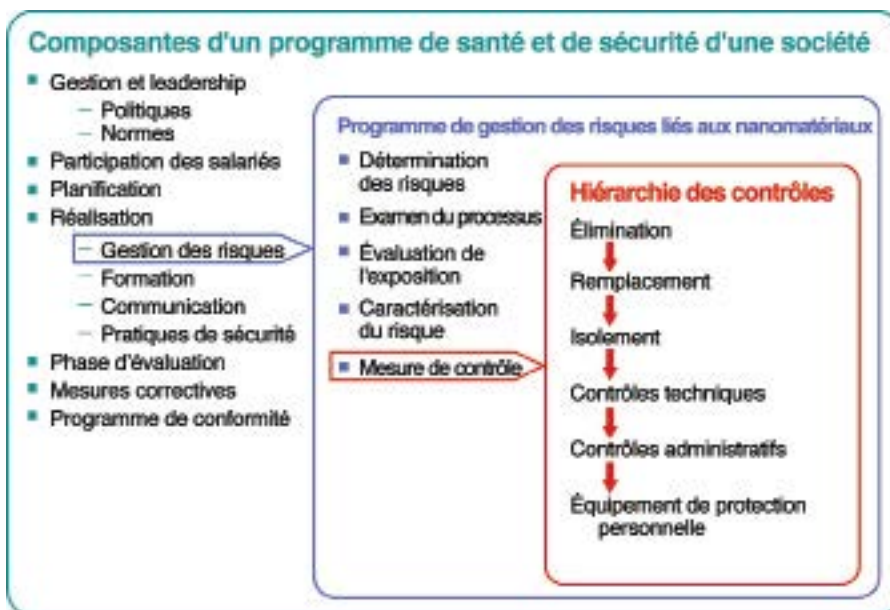 Composantes d'un programme de santé et de sécurité d'une société
Gestion et leadership
– Politiques
– Normes
Participation des salariés
Planification
Réalisation
– Gestion des risques
– Formation
– Communication
– Pratiques de sécurité
Phase d'évaluation
Mesures correctives
Programme de conformité
Programme de gestion des risques liés aux nanomatériaux
Détermination
des risques
Examen du processus
Évaluation de
l'exposition
Caractérisation
du risque
Mesure de contrôle
Hiérarchie des contrôles
Élimination
Remplacement
Isolement
Contrôles techniques
Contrôles administratifs
Équipement de protection
personnelle